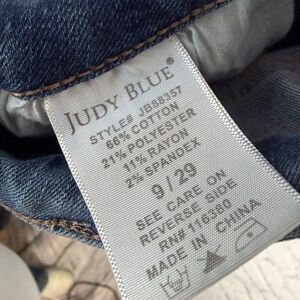 JUDY BLUE®
STYLE# JB88357
66% COTTON
21% POLYESTER
11% RAYON
2% SPANDEX
9 / 29
SEE CARE ON
REVERSE SIDE
RN# 116380
MADE IN CHINA